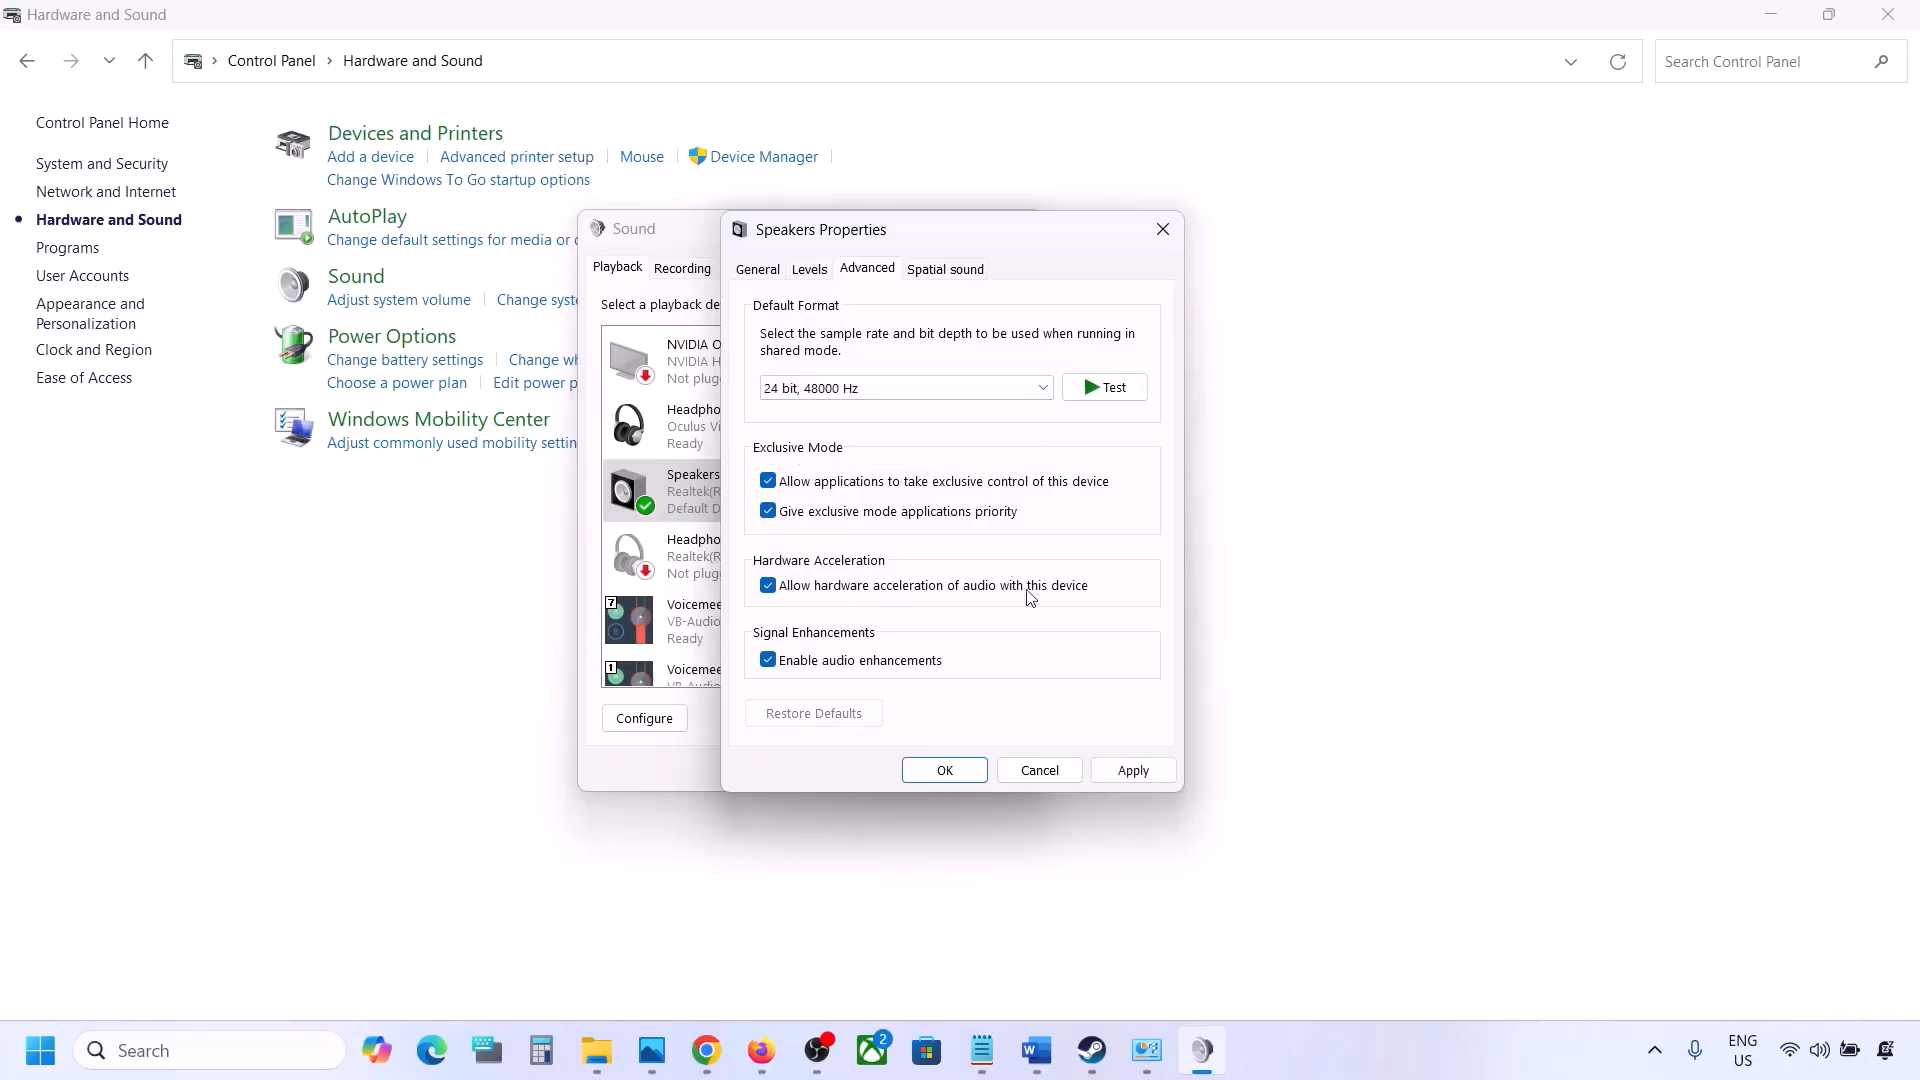 Hardware and Sound
Control Panel
Hardware and Sound
Search Control Panel
Control Panel Home
System and Security
Network and Internet
Hardware and Sound
Programs
User Accounts
Appearance and
Personalization
Clock and Region
Ease of Access
Devices and Printers
Add a device
Advanced printer setup
Mouse
Device Manager
Change Windows To Go startup options
AutoPlay
Change default settings for media or
Sound
Adjust system volume
Change syste
Power Options
Change battery settings
Change wh
Choose a power plan
Edit power p
Windows Mobility Center
Adjust commonly used mobility settin
Sound
Playback
Recording
Select a playback de
NVIDIA O
NVIDIA H
Not plug
Headpho
Oculus Vi
Ready
Speakers
Realtek(R
Default D
Headpho
Realtek(R
Not plug
7
Voicemee
VB-Audio
Ready
1
Voicemee
VB-Audio
Configure
Speakers Properties
General
Levels
Advanced
Spatial sound
Default Format
Select the sample rate and bit depth to be used when running in
shared mode.
24 bit, 48000 Hz
Test
Exclusive Mode
Allow applications to take exclusive control of this device
Give exclusive mode applications priority
Hardware Acceleration
Allow hardware acceleration of audio with this device
Signal Enhancements
Enable audio enhancements
Restore Defaults
OK
Cancel
Apply
Search
2
ENG
US